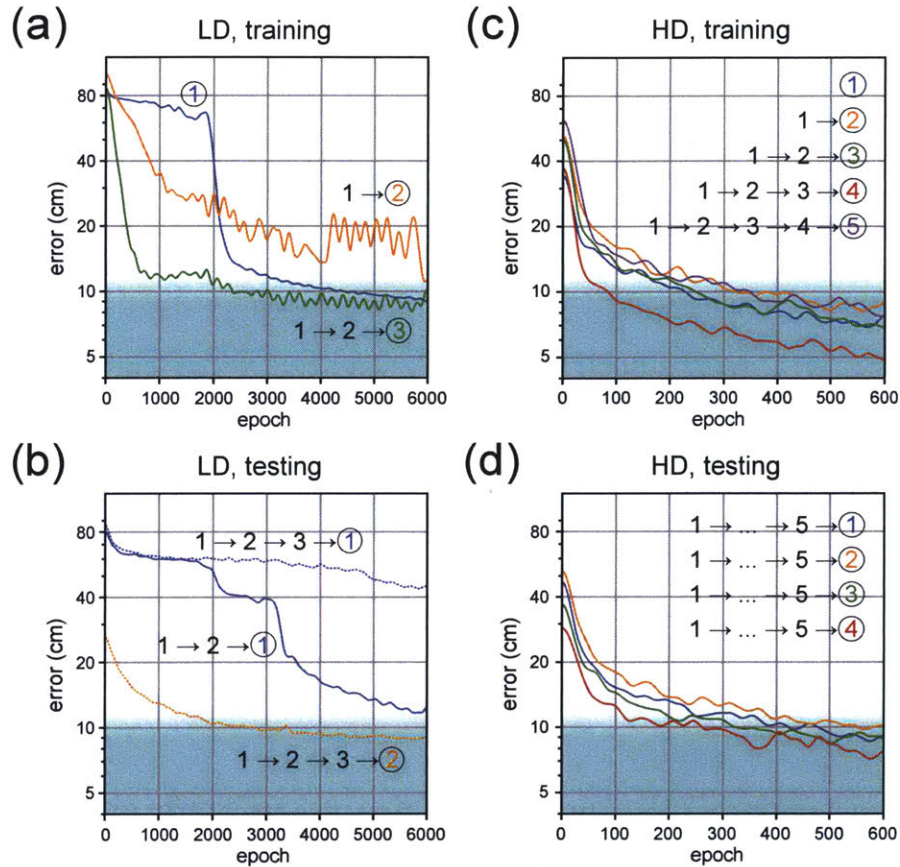 (a)
LD, training
error (cm)
80
40
20
10
5
①
1 → ②
1 → 2 → ③
0 1000 2000 3000 4000 5000 6000
epoch
(c)
HD, training
error (cm)
80
40
20
10
5
①
1 → ②
1 → 2 → ③
1 → 2 → 3 → ④
1 → 2 → 3 → 4 → ⑤
0 100 200 300 400 500 600
epoch
(b)
LD, testing
error (cm)
80
40
20
10
5
1 → 2 → 3 → ①
1 → 2 → ①
1 → 2 → 3 → ②
0 1000 2000 3000 4000 5000 6000
epoch
(d)
HD, testing
error (cm)
80
40
20
10
5
1 → ... → 5 → ①
1 → ... → 5 → ②
1 → ... → 5 → ③
1 → ... → 5 → ④
0 100 200 300 400 500 600
epoch